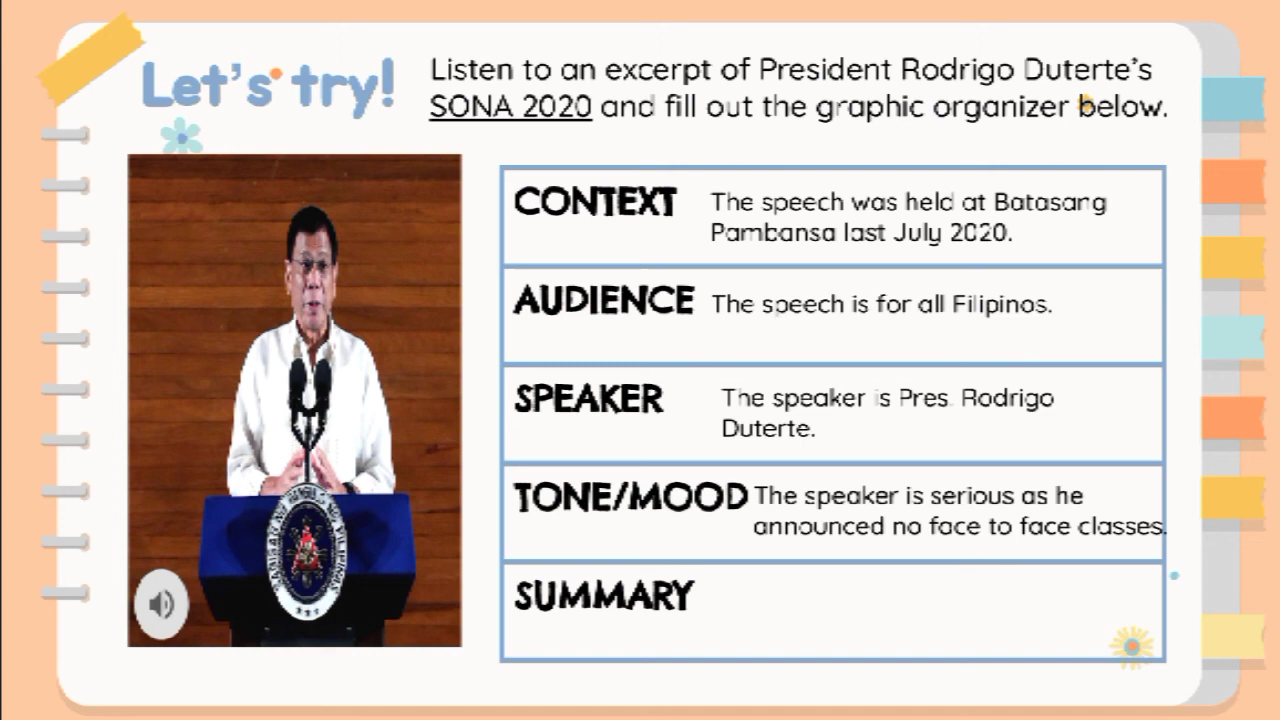 Let's try!
Listen to an excerpt of President Rodrigo Duterte's
SONA 2020 and fill out the graphic organizer below.
CONTEXT
The speech was held at Batasang
Pambansa last July 2020.
AUDIENCE
The speech is for all Filipinos.
SPEAKER
The speaker is Pres. Rodrigo
Duterte.
TONE/MOOD
The speaker is serious as he
announced no face to face classes.
SUMMARY